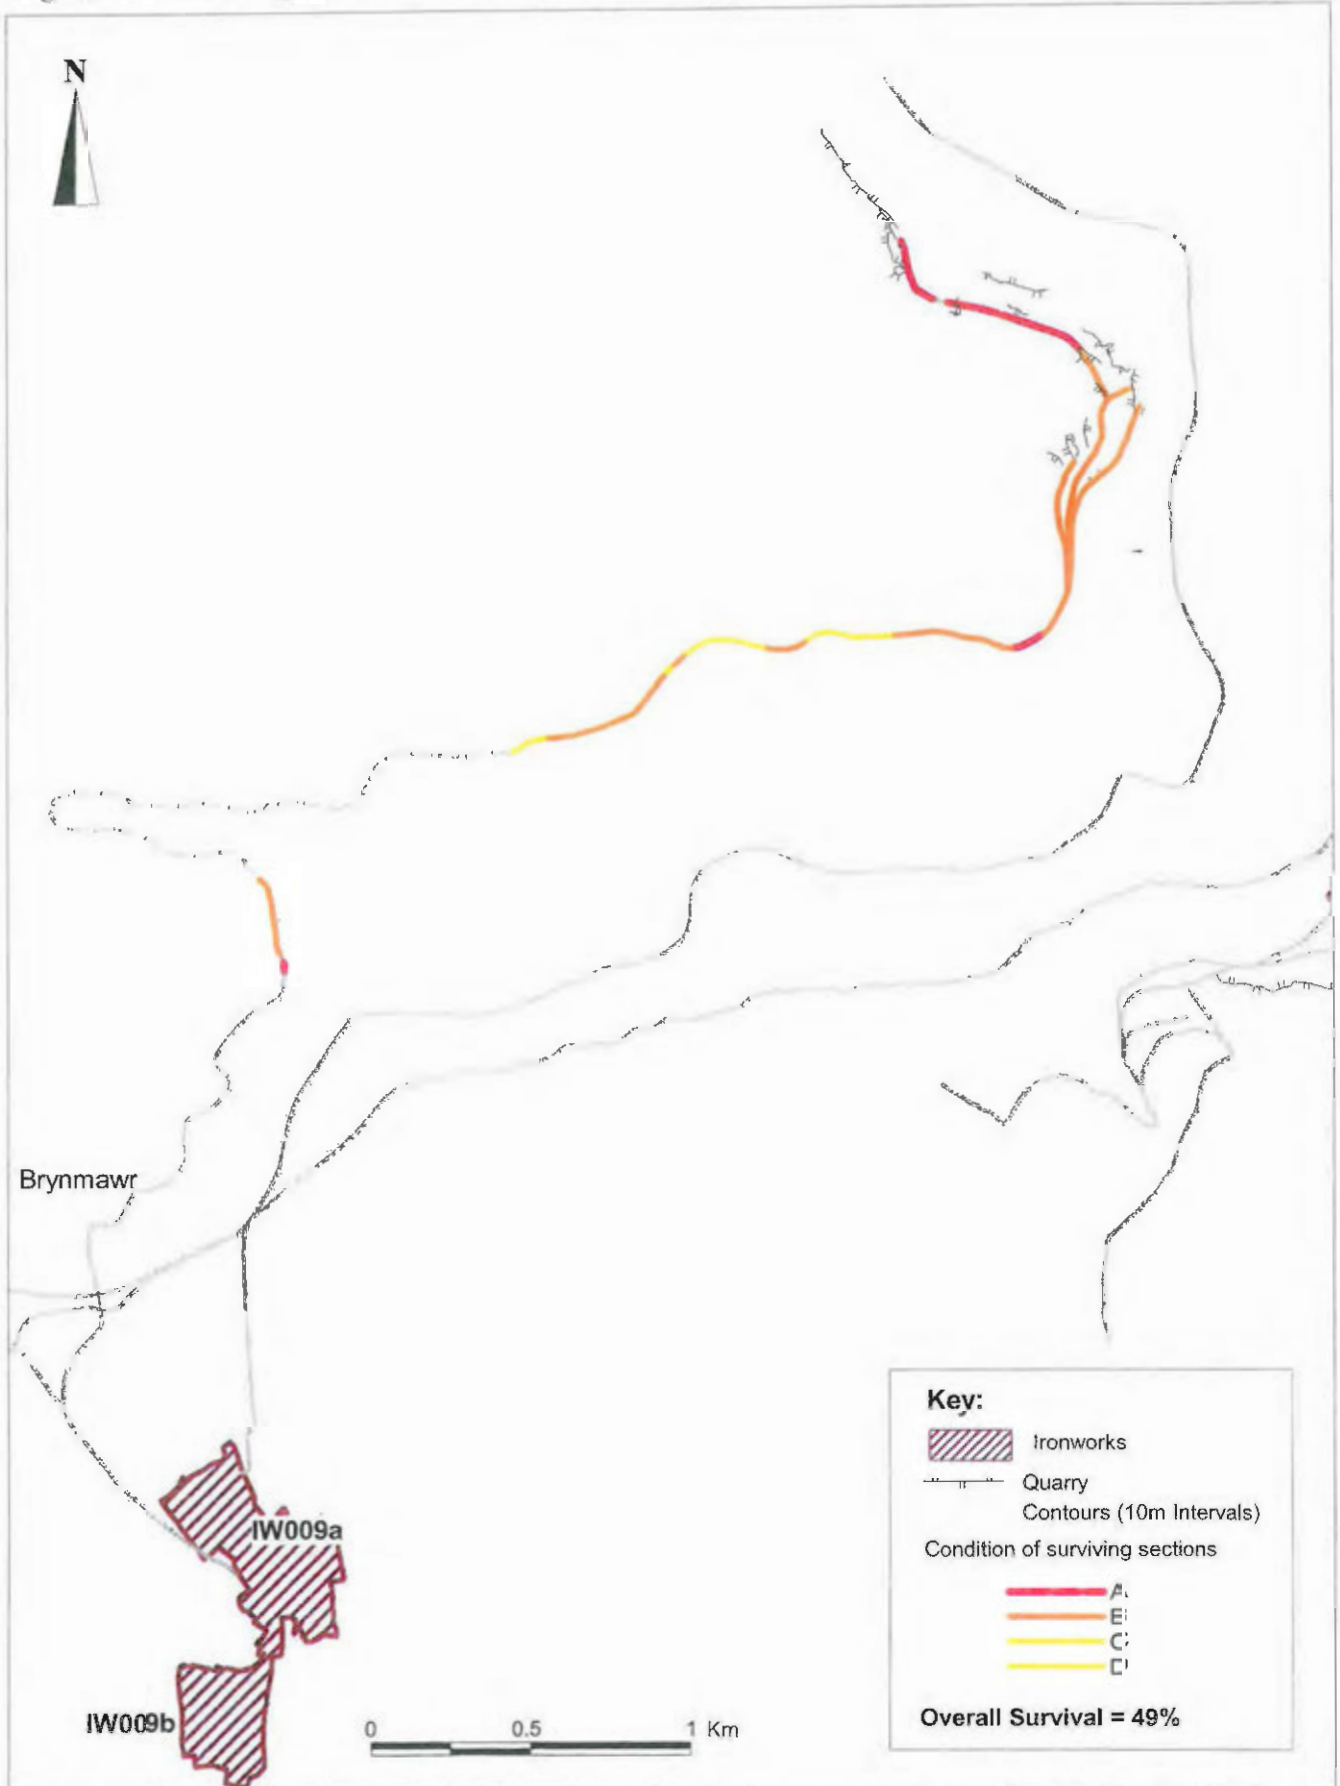 N
Brynmawr
IW009a
IW009b
0 0.5 1 Km
Key:
Ironworks
Quarry
Contours (10m Intervals)
Condition of surviving sections
A
C
D
Overall Survival = 49%